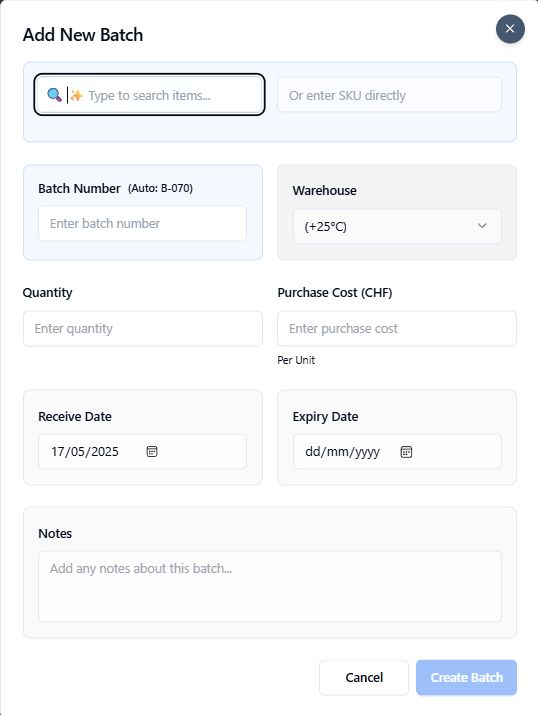 Add New Batch
🔍 ✨ Type to search items...
Or enter SKU directly
Batch Number (Auto: B-070)
Enter batch number
Warehouse
(+25°C)
Quantity
Enter quantity
Purchase Cost (CHF)
Enter purchase cost
Per Unit
Receive Date
17/05/2025
Expiry Date
dd/mm/yyyy
Notes
Add any notes about this batch...
Cancel
Create Batch